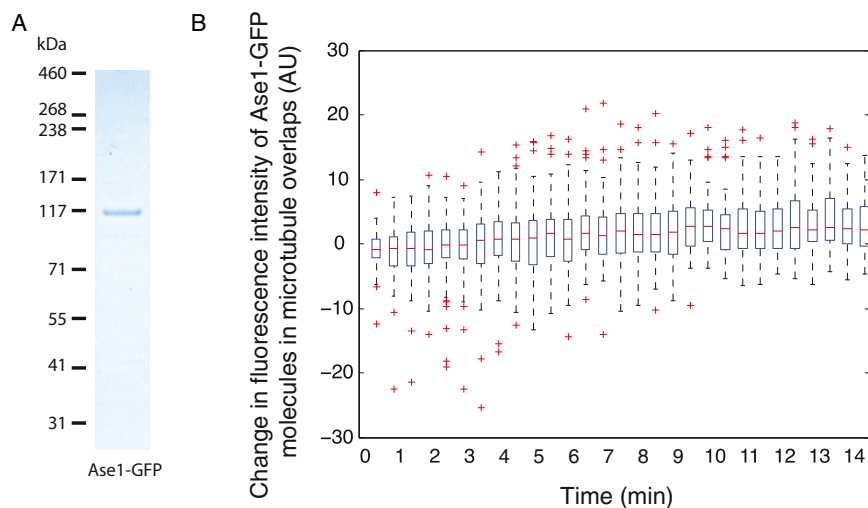 A
kDa
460
268
238
171
117
71
55
41
31
Ase1-GFP
B
Change in fluorescence intensity of Ase1-GFP
molecules in microtubule overlaps (AU)
30
20
10
0
−10
−20
−30
0 1 2 3 4 5 6 7 8 9 10 11 12 13 14
Time (min)